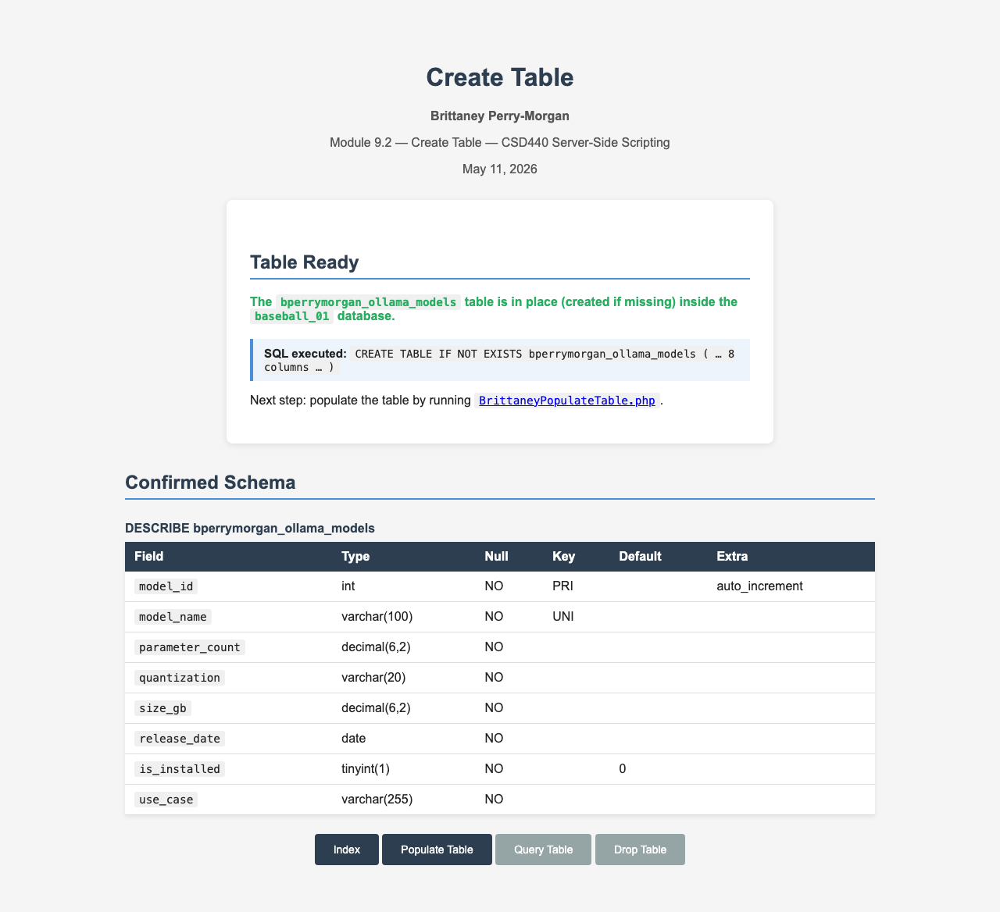 Create Table
Brittaney Perry-Morgan
Module 9.2 — Create Table — CSD440 Server-Side Scripting
May 11, 2026
Table Ready
The bperrymorgan_ollama_models table is in place (created if missing) inside the
baseball_01 database.
SQL executed: CREATE TABLE IF NOT EXISTS bperrymorgan_ollama_models ( … 8
columns … )
Next step: populate the table by running BrittaneyPopulateTable.php.
Confirmed Schema
DESCRIBE bperrymorgan_ollama_models
Field Type Null Key Default Extra
model_id int NO PRI auto_increment
model_name varchar(100) NO UNI
parameter_count decimal(6,2) NO
quantization varchar(20) NO
size_gb decimal(6,2) NO
release_date date NO
is_installed tinyint(1) NO 0
use_case varchar(255) NO
Index Populate Table Query Table Drop Table